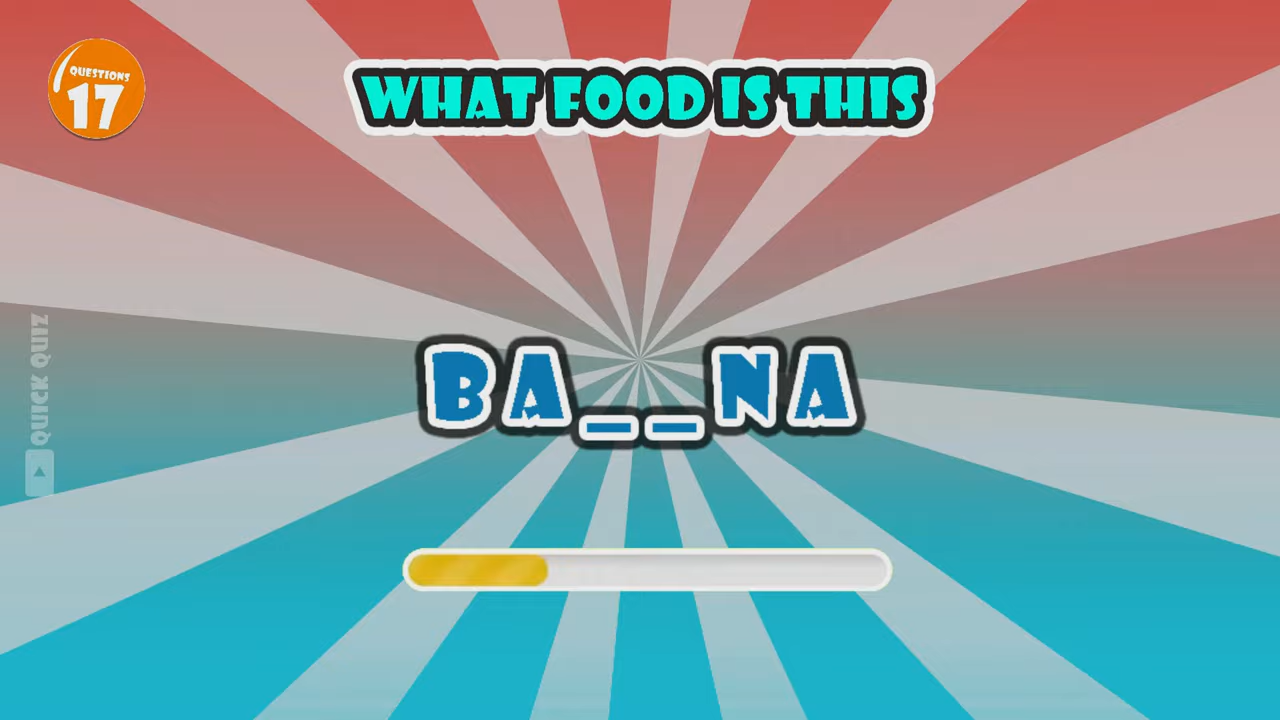 QUESTIONS
17
WHAT FOOD IS THIS
BA__NA
QUICK QUIZ